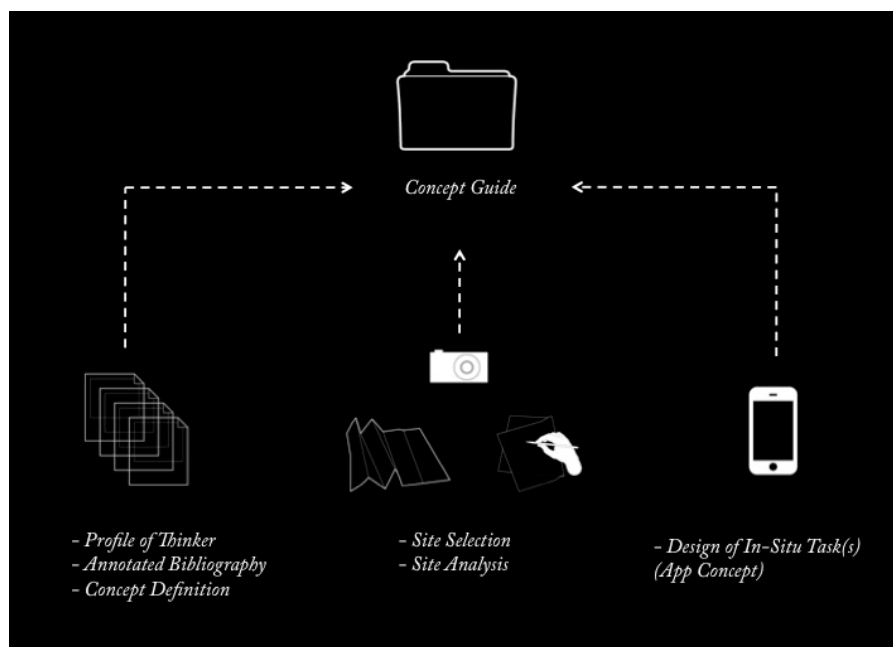 Concept Guide
- Profile of Thinker
- Annotated Bibliography
- Concept Definition
- Site Selection
- Site Analysis
- Design of In-Situ Task(s)
(App Concept)